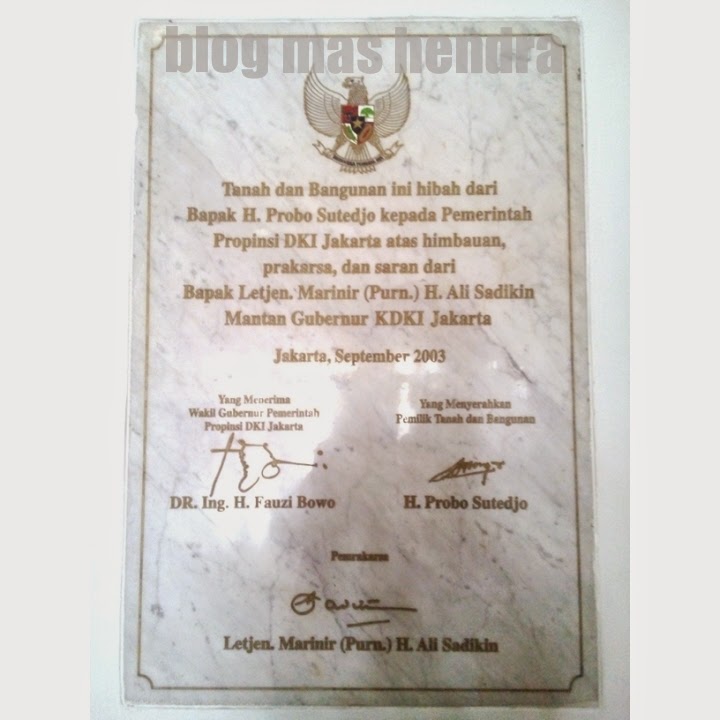 blog mas hendra
Tanah dan Bangunan ini hibah dari
Bapak H. Probo Sutedjo kepada Pemerintah
Propinsi DKI Jakarta atas himbauan,
prakarsa, dan saran dari
Bapak Letjen. Marinir (Purn.) H. Ali Sadikin
Mantan Gubernur KDKI Jakarta
Jakarta, September 2003
Yang Menerima
Wakil Gubernur Pemerintah
Propinsi DKI Jakarta
DR. Ing. H. Fauzi Bowo
Yang Menyerahkan
Pemilik Tanah dan Bangunan
H. Probo Sutedjo
Pemrakarsa
Letjen. Marinir (Purn.) H. Ali Sadikin